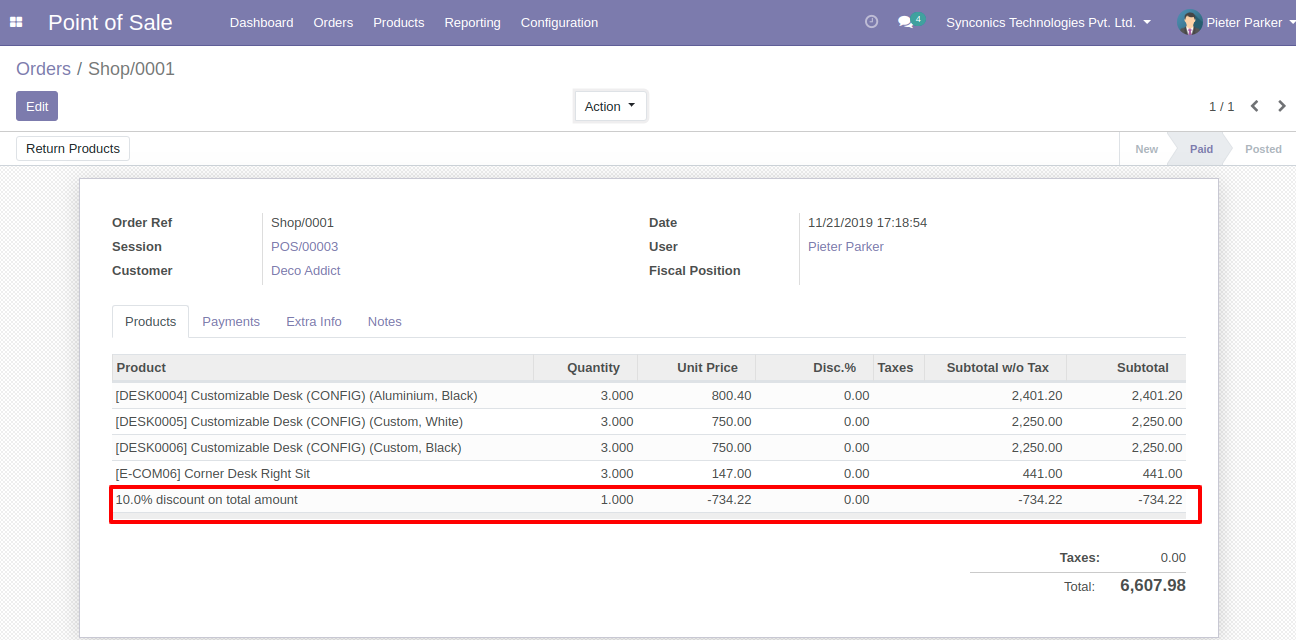 Point of Sale Dashboard Orders Products Reporting Configuration 4 Synconics Technologies Pvt. Ltd. Pieter Parker
Orders / Shop/0001
Edit Action 1 / 1
Return Products New Paid Posted
Order Ref Shop/0001 Date 11/21/2019 17:18:54
Session POS/00003 User Pieter Parker
Customer Deco Addict Fiscal Position
Products Payments Extra Info Notes
Product Quantity Unit Price Disc.% Taxes Subtotal w/o Tax Subtotal
[DESK0004] Customizable Desk (CONFIG) (Aluminium, Black) 3.000 800.40 0.00 2,401.20 2,401.20
[DESK0005] Customizable Desk (CONFIG) (Custom, White) 3.000 750.00 0.00 2,250.00 2,250.00
[DESK0006] Customizable Desk (CONFIG) (Custom, Black) 3.000 750.00 0.00 2,250.00 2,250.00
[E-COM06] Corner Desk Right Sit 3.000 147.00 0.00 441.00 441.00
10.0% discount on total amount 1.000 -734.22 0.00 -734.22 -734.22
Taxes: 0.00
Total: 6,607.98